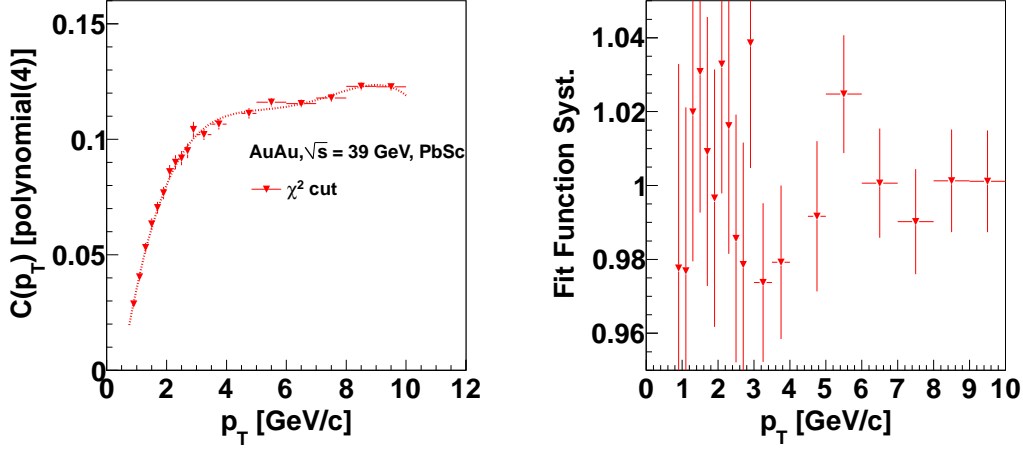 C(p_T) [polynomial(4)]
0.15
0.1
0.05
0
AuAu, √s = 39 GeV, PbSc
χ² cut
0 2 4 6 8 10 12
p_T [GeV/c]
Fit Function Syst.
1.04
1.02
1
0.98
0.96
0 1 2 3 4 5 6 7 8 9 10
p_T [GeV/c]